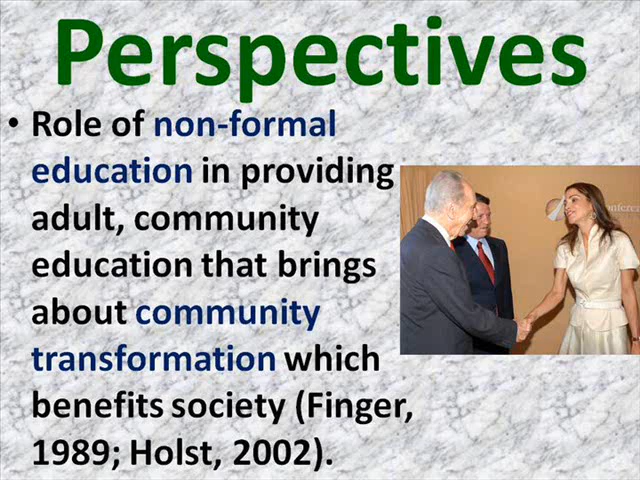 Perspectives
• Role of non-formal
education in providing
adult, community
education that brings
about community
transformation which
benefits society (Finger,
1989; Holst, 2002).